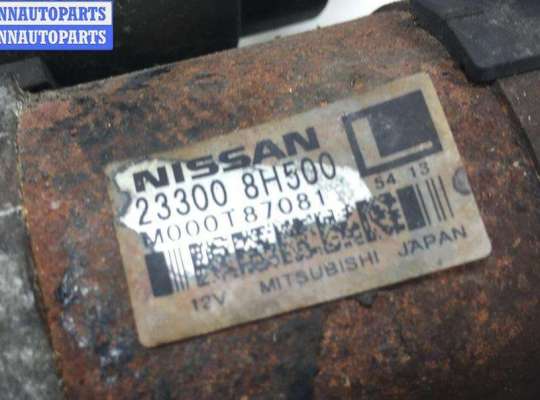 NNAUTOPARTS
NNAUTOPARTS
NISSAN
L
23300 8H500
54 13
M000T87081
12V MITSUBISHI JAPAN